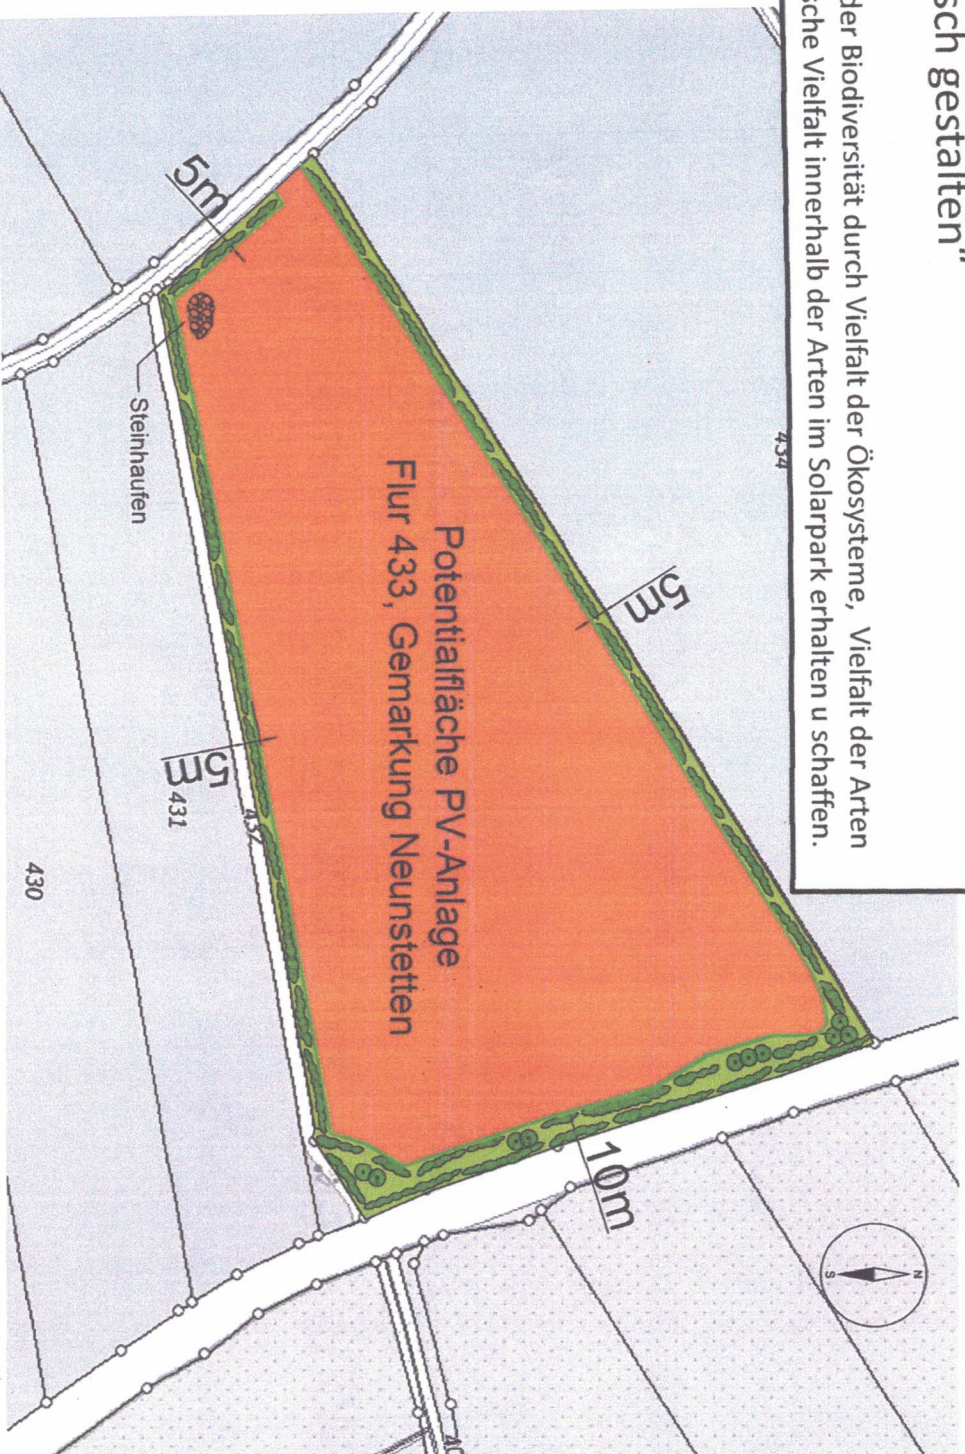 sch gestalten"
der Biodiversität durch Vielfalt der Ökosysteme, Vielfalt der Arten
sche Vielfalt innerhalb der Arten im Solarpark erhalten u schaffen.
434
5m
5m
Steinhaufen
Potentialfläche PV-Anlage
Flur 433, Gemarkung Neunstetten
5m
431
432
430
10m
N
S